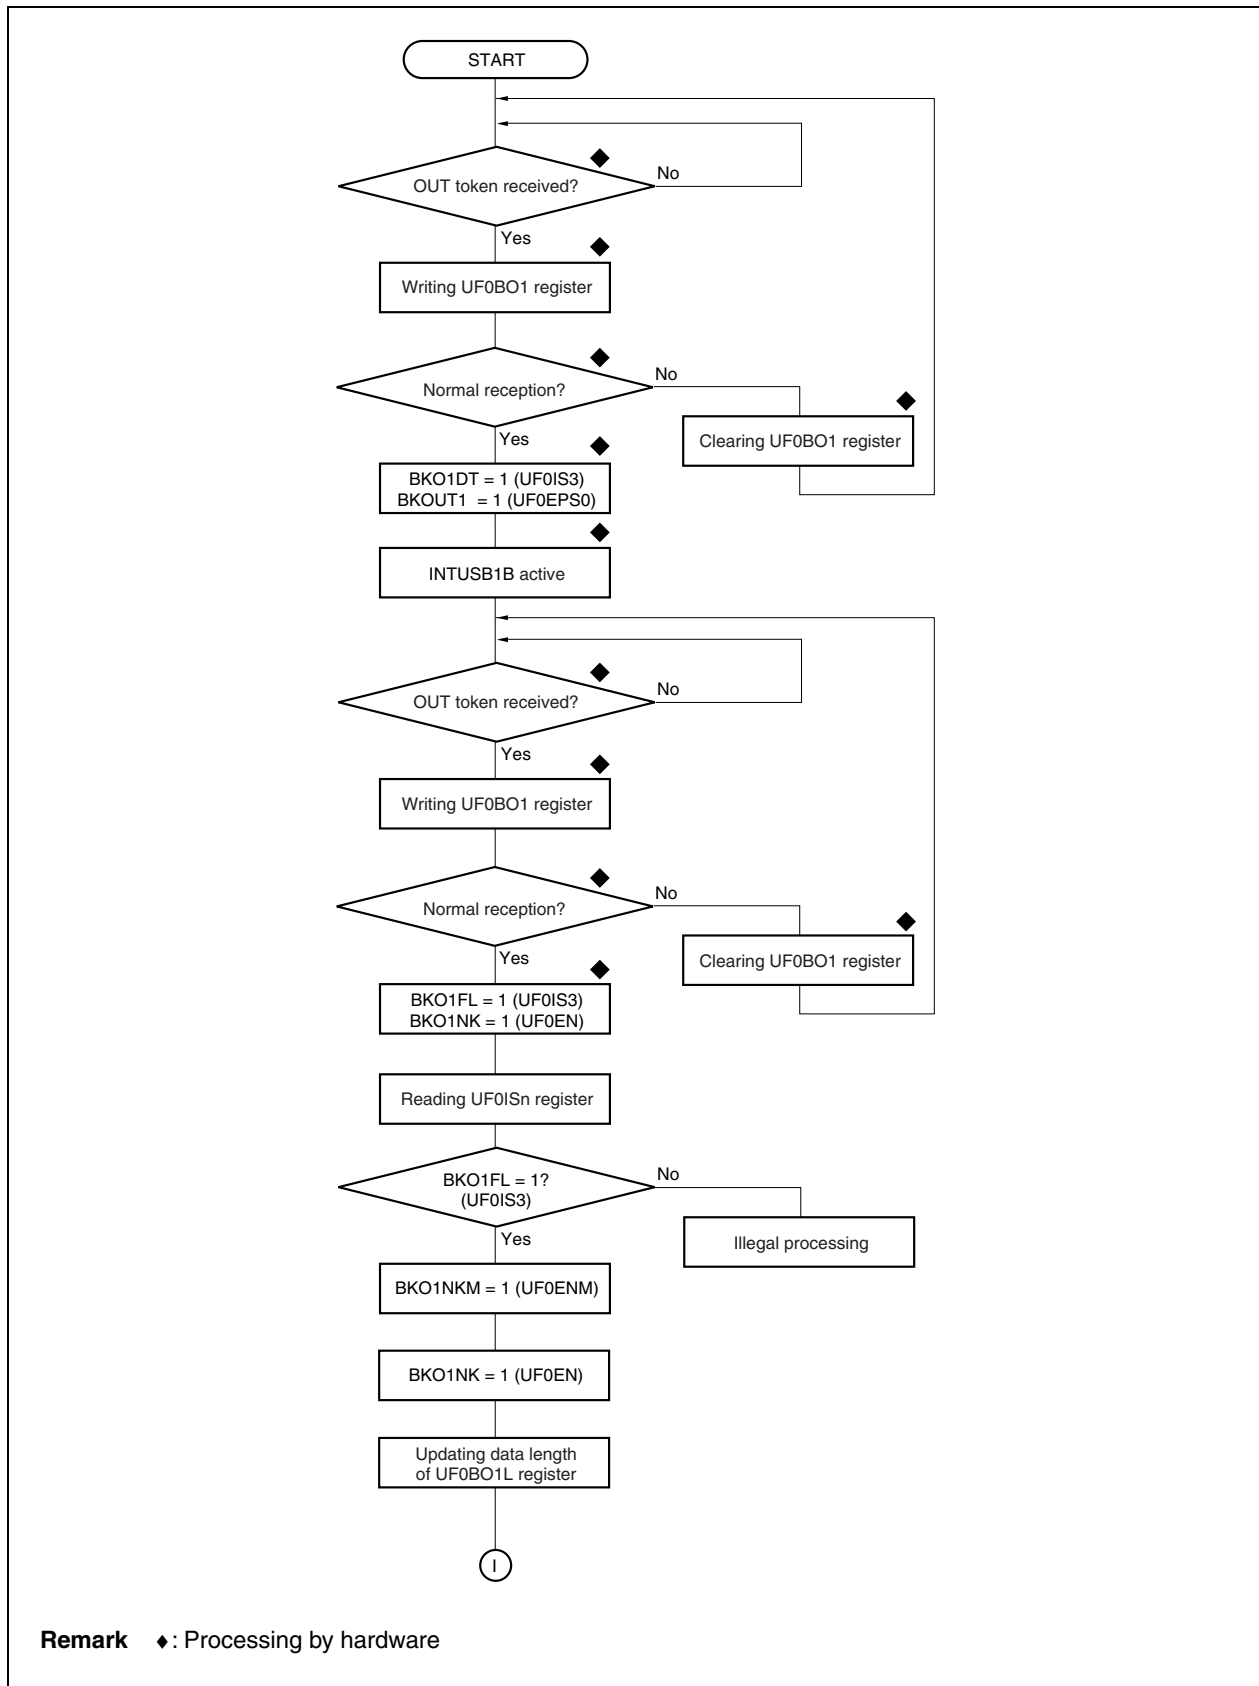 START
OUT token received?
No
Yes
Writing UF0BO1 register
Normal reception?
No
Yes
Clearing UF0BO1 register
BKO1DT = 1 (UF0IS3)
BKOUT1 = 1 (UF0EPS0)
INTUSB1B active
OUT token received?
No
Yes
Writing UF0BO1 register
Normal reception?
No
Yes
Clearing UF0BO1 register
BKO1FL = 1 (UF0IS3)
BKO1NK = 1 (UF0EN)
Reading UF0ISn register
BKO1FL = 1?
(UF0IS3)
No
Yes
Illegal processing
BKO1NKM = 1 (UF0ENM)
BKO1NK = 1 (UF0EN)
Updating data length
of UF0BO1L register
I
Remark ♦: Processing by hardware